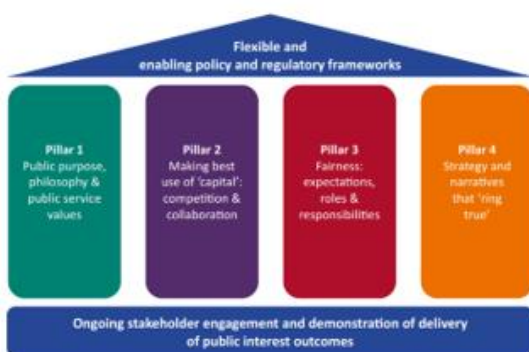 Flexible and
enabling policy and regulatory frameworks
Pillar 1
Public purpose,
philosophy &
public service
values
Pillar 2
Making best
use of ‘capital’:
competition &
collaboration
Pillar 3
Fairness:
expectations,
roles &
responsibilities
Pillar 4
Strategy and
narratives
that ‘ring
true’
Ongoing stakeholder engagement and demonstration of delivery
of public interest outcomes